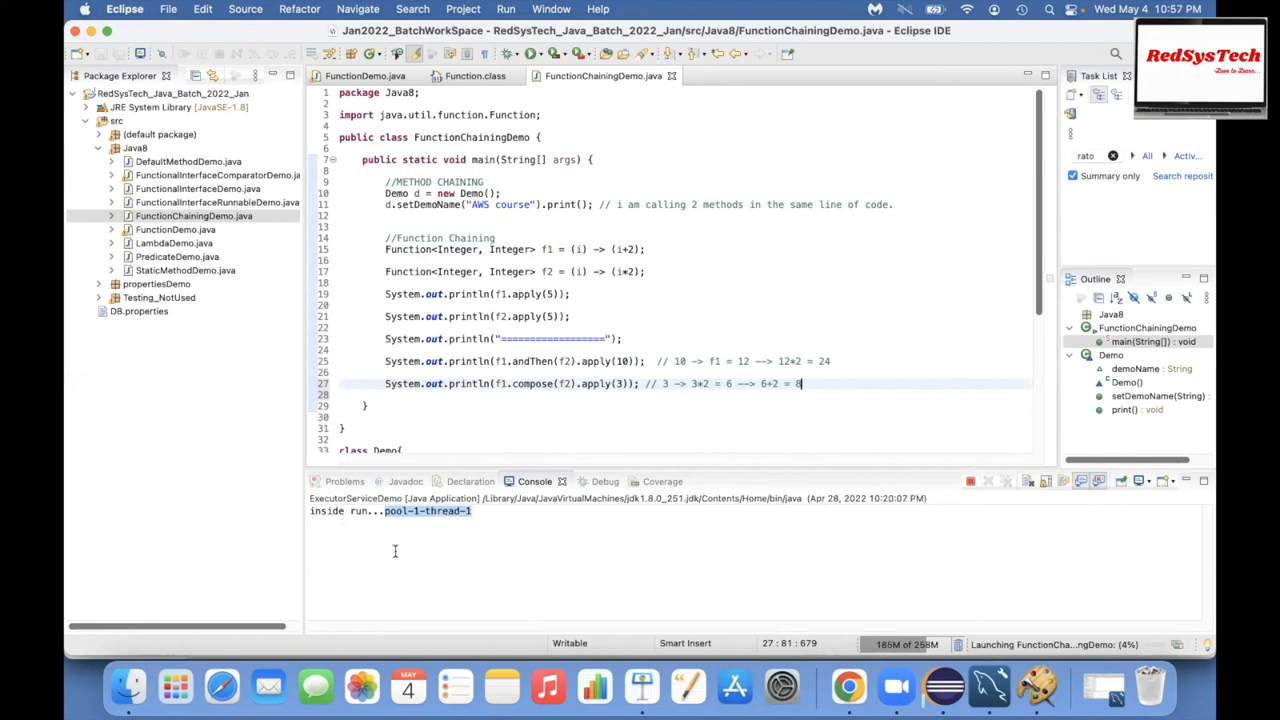 Eclipse File Edit Source Refactor Navigate Search Project Run Window Help Wed May 4 10:57 PM
Jan2022_BatchWorkSpace - RedSysTech_Java_Batch_2022_Jan/src/Java8/FunctionChainingDemo.java - Eclipse IDE
RedSysTech
-Love to Learn...
Package Explorer
RedSysTech_Java_Batch_2022_Jan
JRE System Library [JavaSE-1.8]
src
(default package)
Java8
DefaultMethodDemo.java
FunctionalInterfaceComparatorDemo.ja
FunctionalInterfaceDemo.java
FunctionalInterfaceRunnableDemo.java
FunctionChainingDemo.java
FunctionDemo.java
LambdaDemo.java
PredicateDemo.java
StaticMethodDemo.java
propertiesDemo
Testing_NotUsed
DB.properties
FunctionDemo.java Function.class FunctionChainingDemo.java
1 package Java8;
2
3 import java.util.function.Function;
4
5 public class FunctionChainingDemo {
6
7 public static void main(String[] args) {
8
9 //METHOD CHAINING
10 Demo d = new Demo();
11 d.setDemoName("AWS course").print(); // i am calling 2 methods in the same line of code.
12
13
14 //Function Chaining
15 Function<Integer, Integer> f1 = (i) -> (i+2);
16
17 Function<Integer, Integer> f2 = (i) -> (i*2);
18
19 System.out.println(f1.apply(5));
20
21 System.out.println(f2.apply(5));
22
23 System.out.println("==================");
24
25 System.out.println(f1.andThen(f2).apply(10)); // 10 -> f1 = 12 --> 12*2 = 24
26
27 System.out.println(f1.compose(f2).apply(3)); // 3 -> 3*2 = 6 --> 6+2 = 8
28
29 }
30
31 }
32
33 class Demo{
Task List
rato All Activ...
Summary only Search reposit
Outline
Java8
FunctionChainingDemo
main(String[]) : void
Demo
demoName : String
Demo()
setDemoName(String) :
print() : void
Problems Javadoc Declaration Console Debug Coverage
ExecutorServiceDemo [Java Application] /Library/Java/JavaVirtualMachines/jdk1.8.0_251.jdk/Contents/Home/bin/java (Apr 28, 2022 10:20:07 PM)
inside run...pool-1-thread-1
Writable Smart Insert 27 : 81 : 679 185M of 258M Launching FunctionCha...ngDemo: (4%)
MAY
4